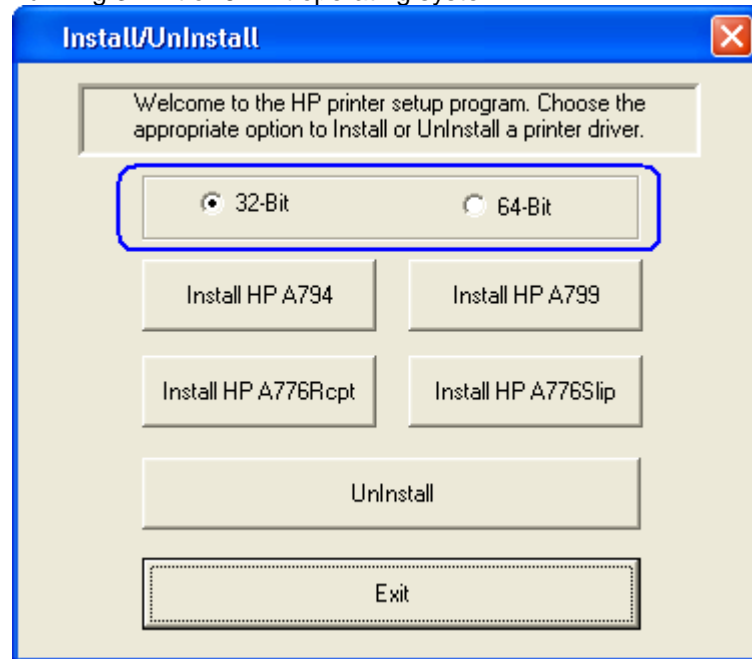 Install/UnInstall
Welcome to the HP printer setup program. Choose the
appropriate option to Install or UnInstall a printer driver.
32-Bit 64-Bit
Install HP A794 Install HP A799
Install HP A776Rcpt Install HP A776Slip
UnInstall
Exit